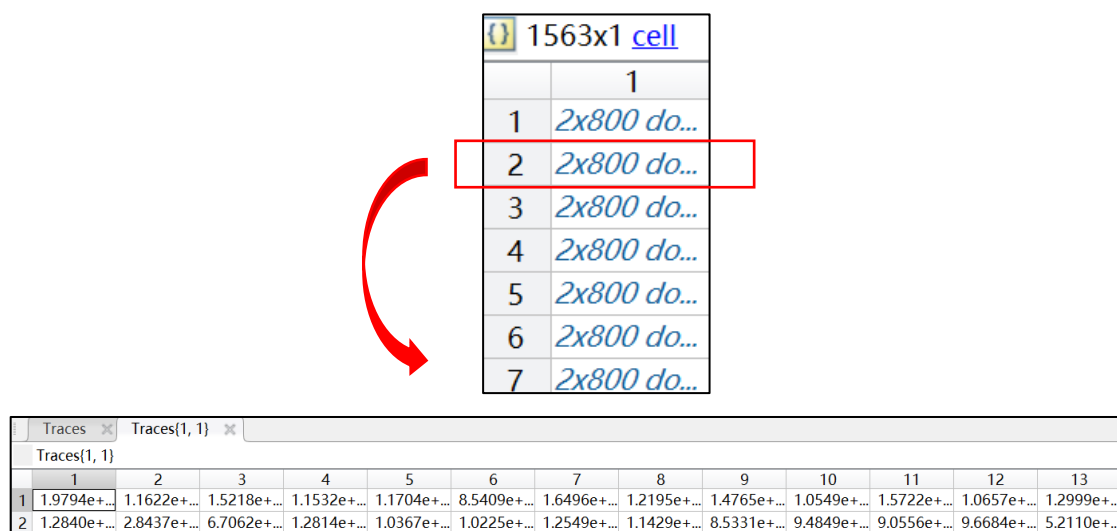 {} 1563x1 cell
1
1 2x800 do...
2 2x800 do...
3 2x800 do...
4 2x800 do...
5 2x800 do...
6 2x800 do...
7 2x800 do...
Traces Traces{1, 1}
Traces{1, 1}
1 2 3 4 5 6 7 8 9 10 11 12 13
1 1.9794e+... 1.1622e+... 1.5218e+... 1.1532e+... 1.1704e+... 8.5409e+... 1.6496e+... 1.2195e+... 1.4765e+... 1.0549e+... 1.5722e+... 1.0657e+... 1.2999e+...
2 1.2840e+... 2.8437e+... 6.7062e+... 1.2814e+... 1.0367e+... 1.0225e+... 1.2549e+... 1.1429e+... 8.5331e+... 9.4849e+... 9.0556e+... 9.6684e+... 5.2110e+...